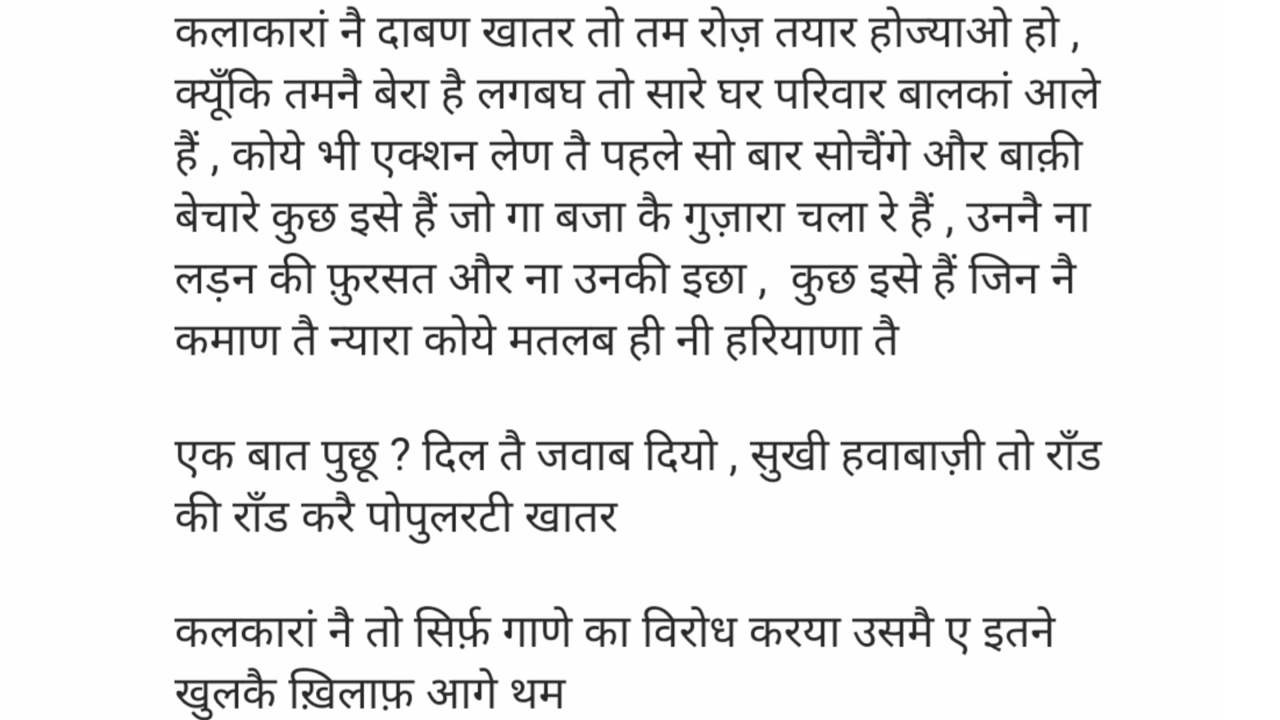 कलाकारां नै दाबण खातर तो तम रोज़ तयार होज्याओ हो ,
क्यूँकि तमनै बेरा है लगबघ तो सारे घर परिवार बालकां आले
हैं , कोये भी एक्शन लेण तै पहले सो बार सोचैंगे और बाक़ी
बेचारे कुछ इसे हैं जो गा बजा कै गुज़ारा चला रे हैं , उननै ना
लड़न की फ़ुरसत और ना उनकी इछा , कुछ इसे हैं जिन नै
कमाण तै न्यारा कोये मतलब ही नी हरियाणा तै
एक बात पुछू ? दिल तै जवाब दियो , सुखी हवाबाज़ी तो राँड
की राँड करै पोपुलरटी खातर
कलकारां नै तो सिर्फ़ गाणे का विरोध करया उसमै ए इतने
खुलकै ख़िलाफ़ आगे थम